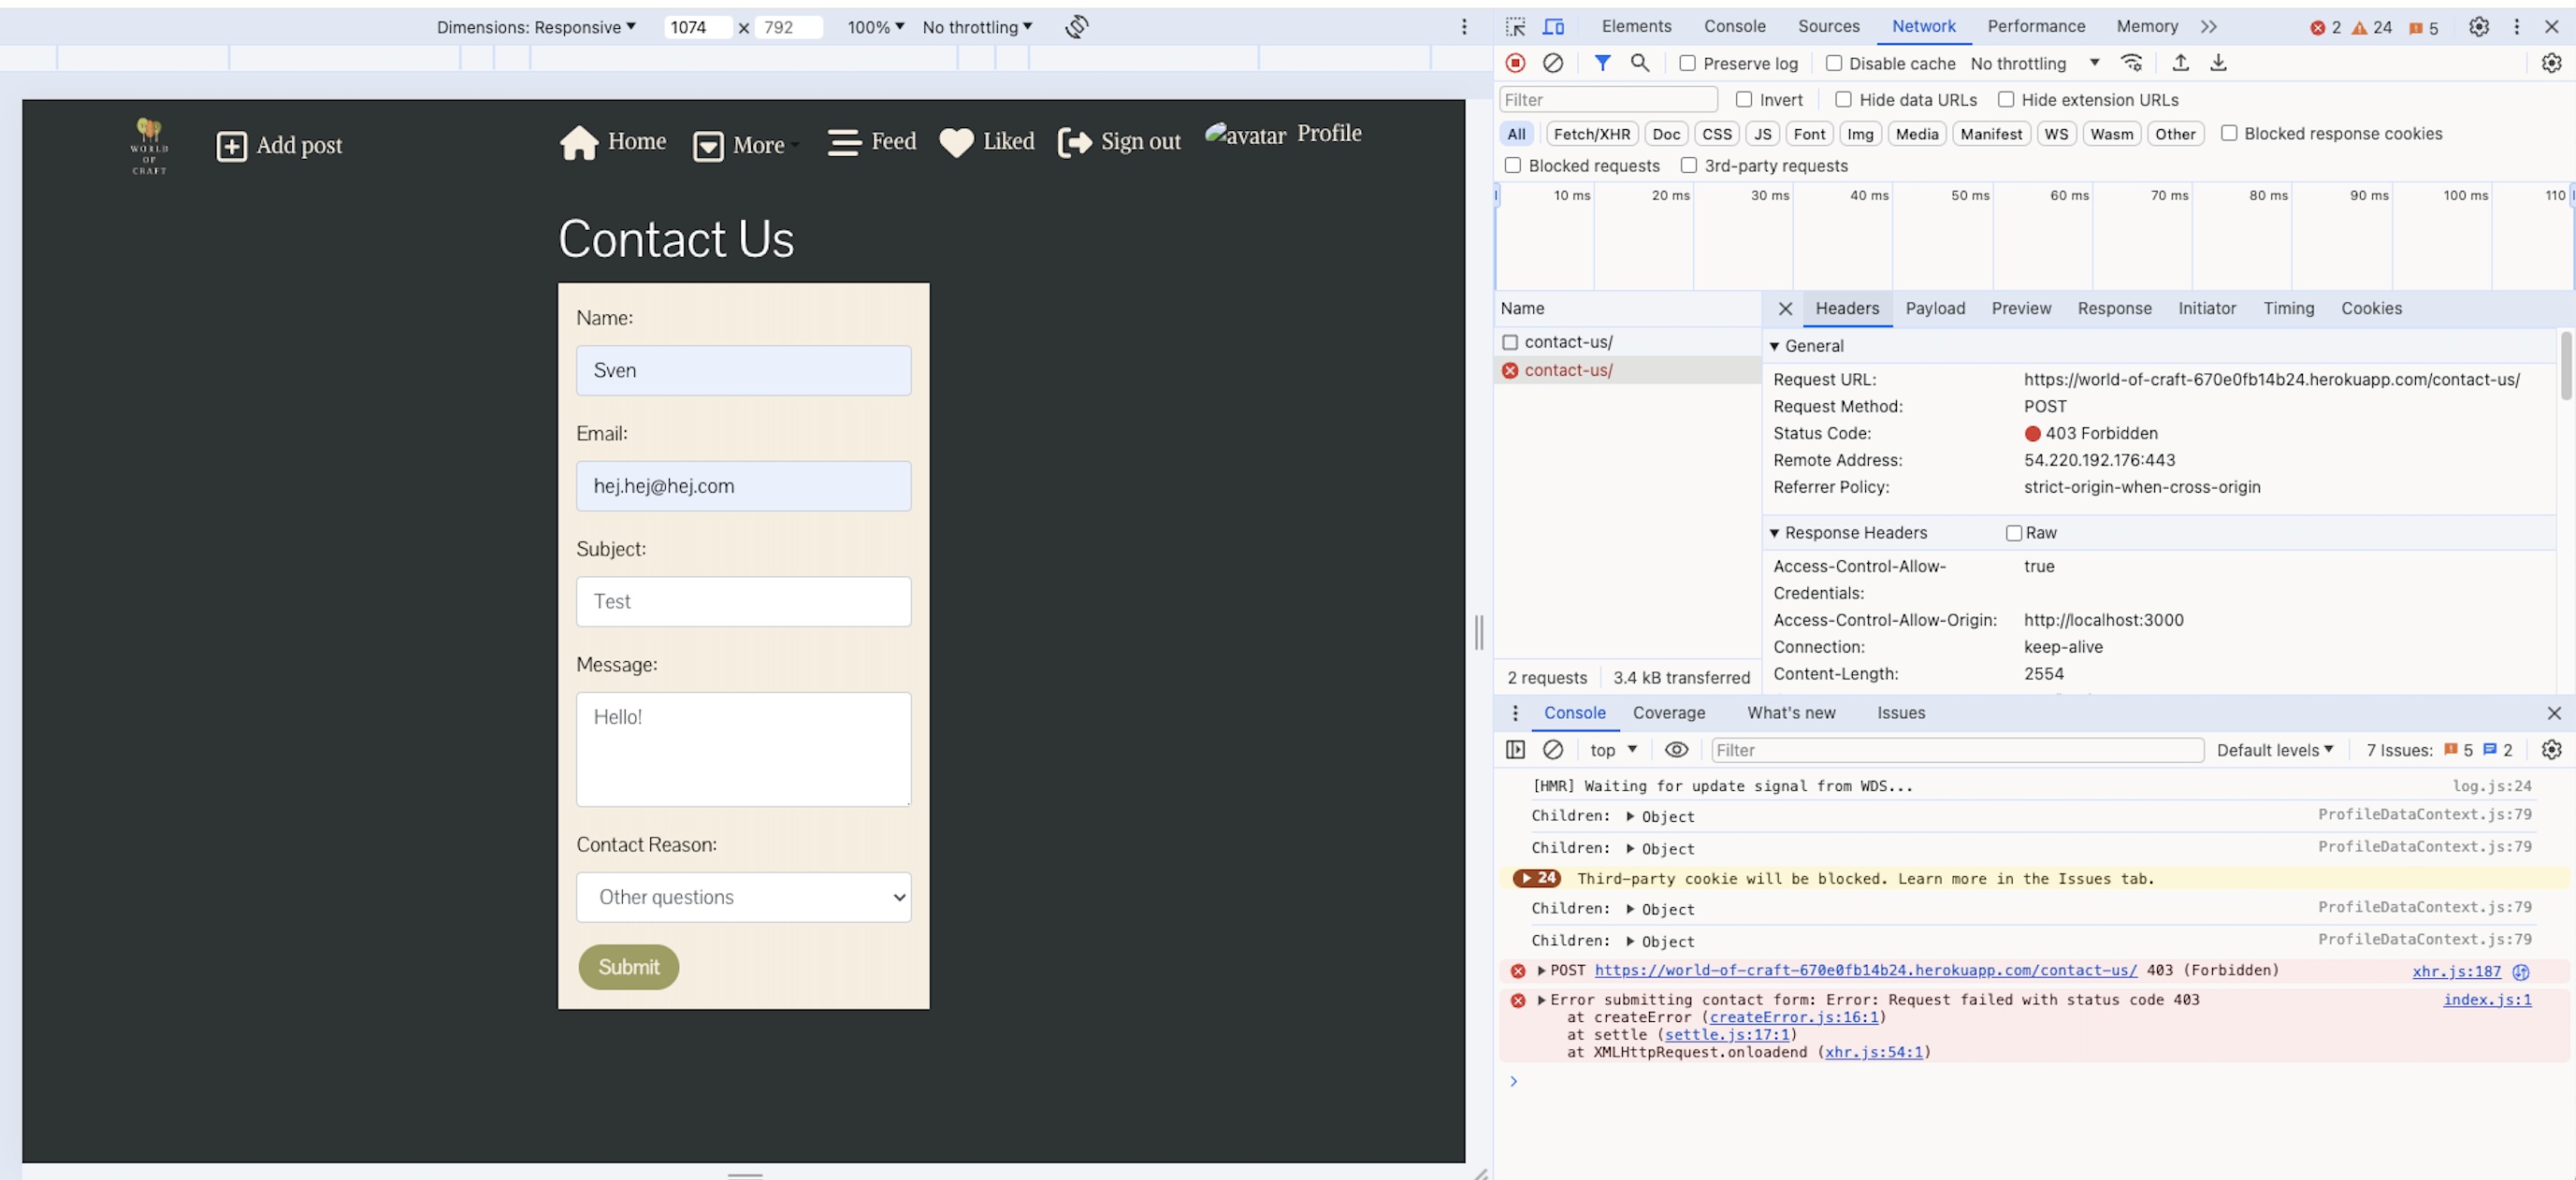 Dimensions: Responsive 1074 × 792 100% No throttling
Elements Console Sources Network Performance Memory 2 24 5
Preserve log Disable cache No throttling
Filter Invert Hide data URLs Hide extension URLs
All Fetch/XHR Doc CSS JS Font Img Media Manifest WS Wasm Other Blocked response cookies
Blocked requests 3rd-party requests
10 ms 20 ms 30 ms 40 ms 50 ms 60 ms 70 ms 80 ms 90 ms 100 ms 110
WORLD
OF
CRAFT
Add post Home More Feed Liked Sign out avatar Profile
Contact Us
Name:
Sven
Email:
hej.hej@hej.com
Subject:
Test
Message:
Hello!
Contact Reason:
Other questions
Submit
Name
contact-us/
contact-us/
2 requests 3.4 kB transferred
Headers Payload Preview Response Initiator Timing Cookies
General
Request URL: https://world-of-craft-670e0fb14b24.herokuapp.com/contact-us/
Request Method: POST
Status Code: 403 Forbidden
Remote Address: 54.220.192.176:443
Referrer Policy: strict-origin-when-cross-origin
Response Headers Raw
Access-Control-Allow- true
Credentials:
Access-Control-Allow-Origin: http://localhost:3000
Connection: keep-alive
Content-Length: 2554
Console Coverage What's new Issues
top Filter Default levels 7 Issues: 5 2
[HMR] Waiting for update signal from WDS... log.js:24
Children: Object ProfileDataContext.js:79
Children: Object ProfileDataContext.js:79
24 Third-party cookie will be blocked. Learn more in the Issues tab.
Children: Object ProfileDataContext.js:79
Children: Object ProfileDataContext.js:79
POST https://world-of-craft-670e0fb14b24.herokuapp.com/contact-us/ 403 (Forbidden) xhr.js:187
Error submitting contact form: Error: Request failed with status code 403 index.js:1
at createError (createError.js:16:1)
at settle (settle.js:17:1)
at XMLHttpRequest.onloadend (xhr.js:54:1)